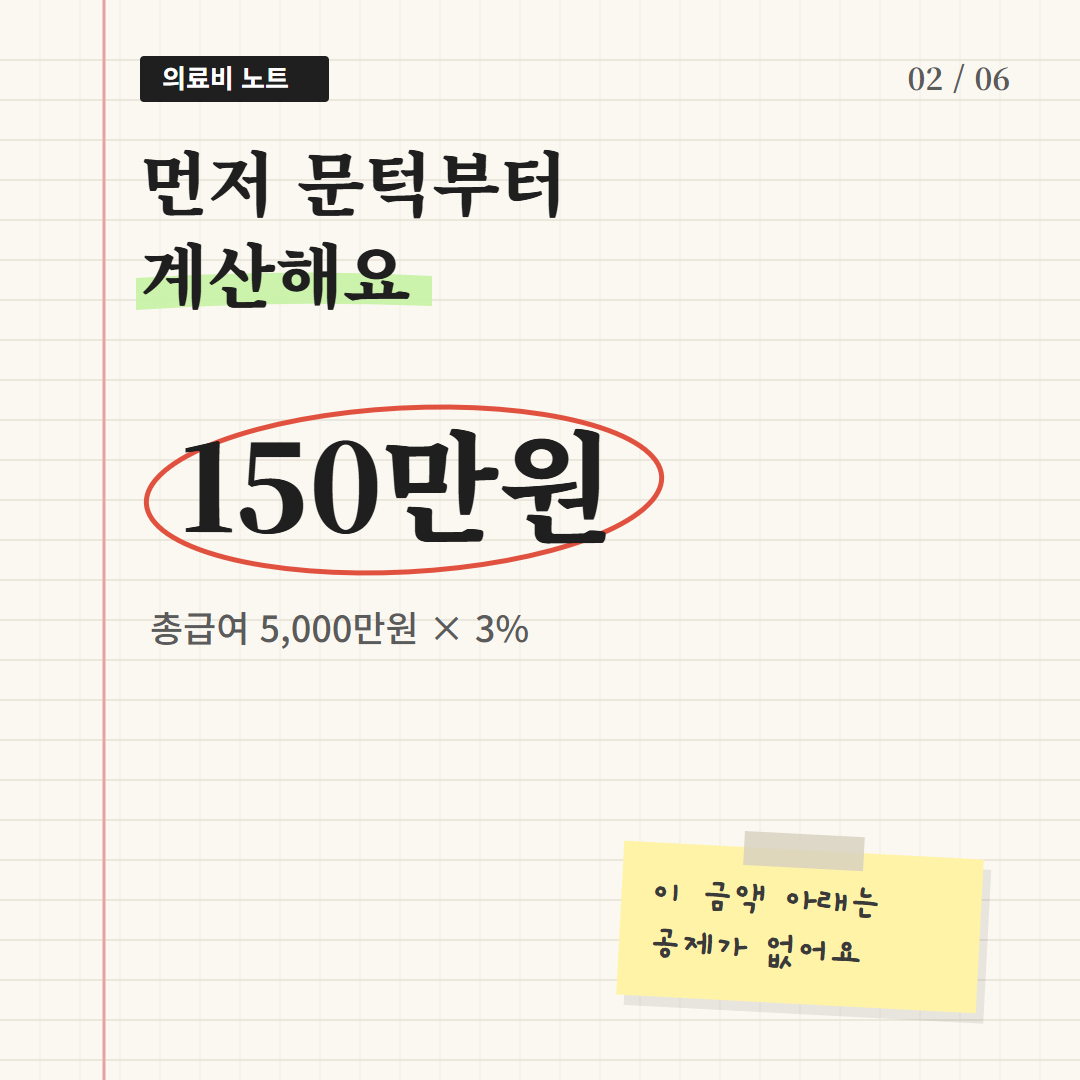 의료비 노트
02 / 06
먼저 문턱부터
계산해요
150만원
총급여 5,000만원 × 3%
이 금액 아래는
공제가 없어요